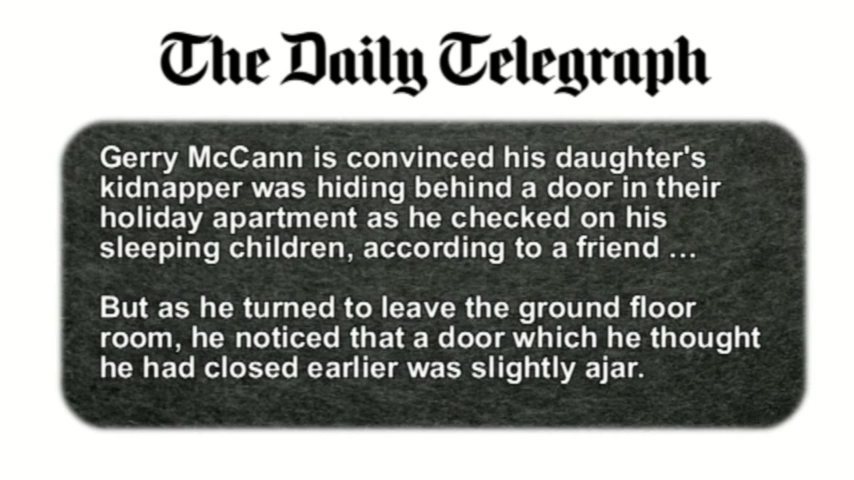 The Daily Telegraph
Gerry McCann is convinced his daughter's
kidnapper was hiding behind a door in their
holiday apartment as he checked on his
sleeping children, according to a friend ...
But as he turned to leave the ground floor
room, he noticed that a door which he thought
he had closed earlier was slightly ajar.